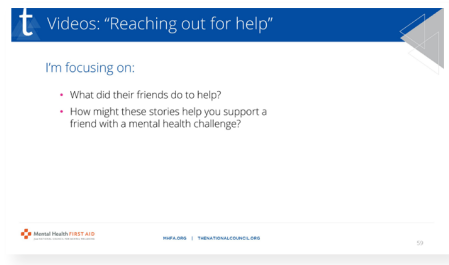 t Videos: "Reaching out for help"
I'm focusing on:
• What did their friends do to help?
• How might these stories help you support a
friend with a mental health challenge?
Mental Health FIRST AID
MHFA.ORG | THENATIONALCOUNCIL.ORG
59